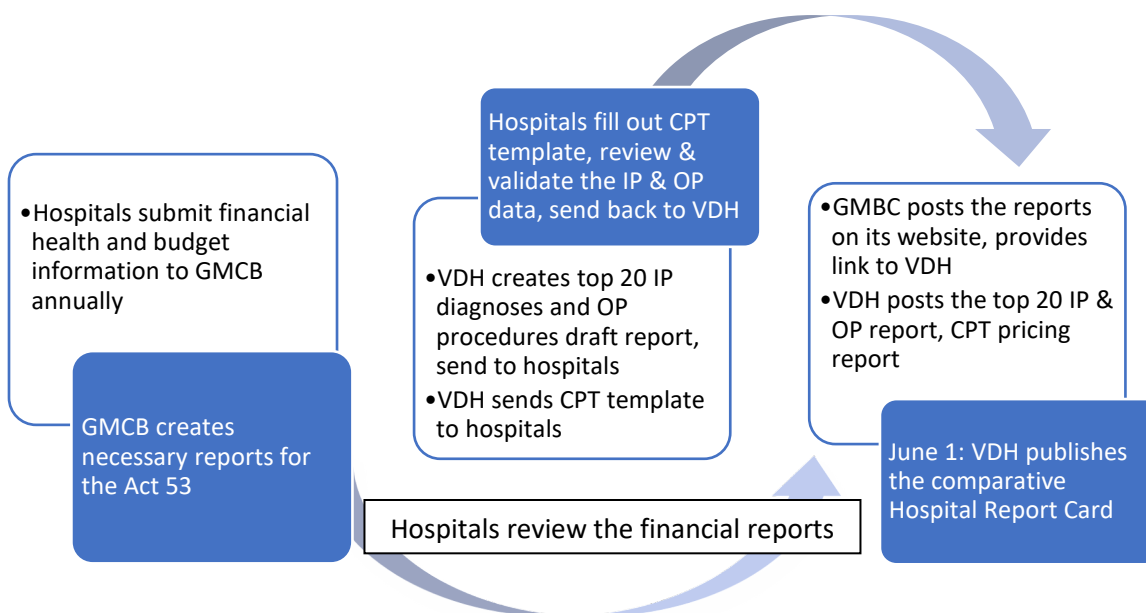 •Hospitals submit financial
health and budget
information to GMCB
annually
GMCB creates
necessary reports for
the Act 53
Hospitals fill out CPT
template, review &
validate the IP & OP
data, send back to VDH
•VDH creates top 20 IP
diagnoses and OP
procedures draft report,
send to hospitals
•VDH sends CPT template
to hospitals
Hospitals review the financial reports
•GMBC posts the reports
on its website, provides
link to VDH
•VDH posts the top 20 IP &
OP report, CPT pricing
report
June 1: VDH publishes
the comparative
Hospital Report Card